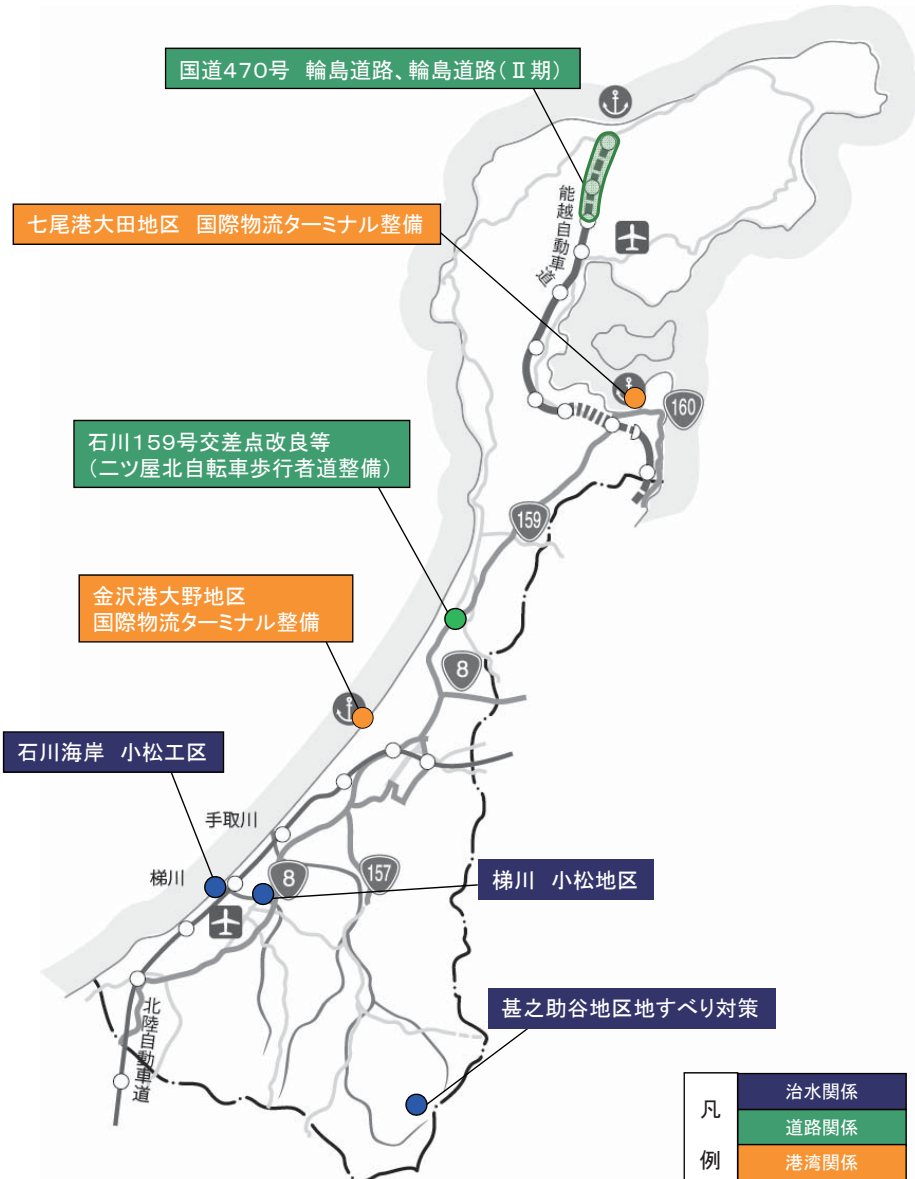 国道470号 輪島道路、輪島道路(Ⅱ期)
能越自動車道
七尾港大田地区 国際物流ターミナル整備
160
石川159号交差点改良等
(二ツ屋北自転車歩行者道整備)
159
金沢港大野地区
国際物流ターミナル整備
8
石川海岸 小松工区
手取川
梯川
8
157
梯川 小松地区
甚之助谷地区地すべり対策
北陸自動車道
凡例
治水関係
道路関係
港湾関係